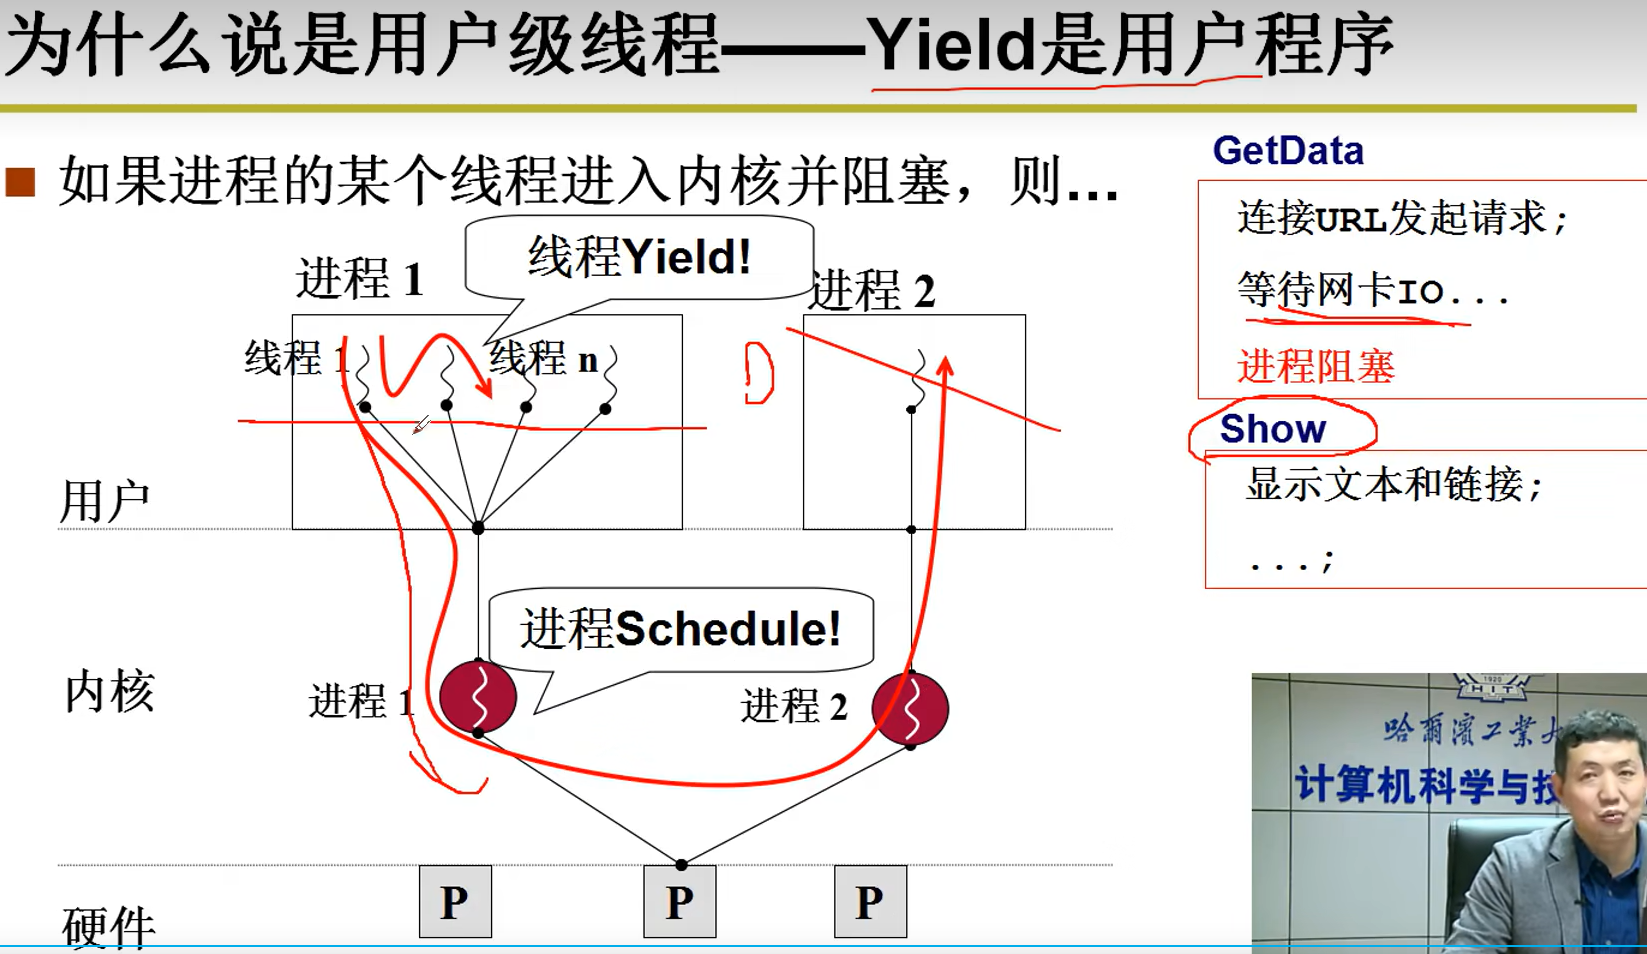 为什么说是用户级线程——Yield是用户程序
如果进程的某个线程进入内核并阻塞，则...
GetData
连接URL发起请求;
等待网卡IO...
进程阻塞
Show
显示文本和链接;
...;
线程Yield!
进程 1
进程 2
线程 1
线程 n
用户
进程Schedule!
内核
进程 1
进程 2
P
P
P
硬件
1920
HIT
哈爾濱工業大
计算机科学与技